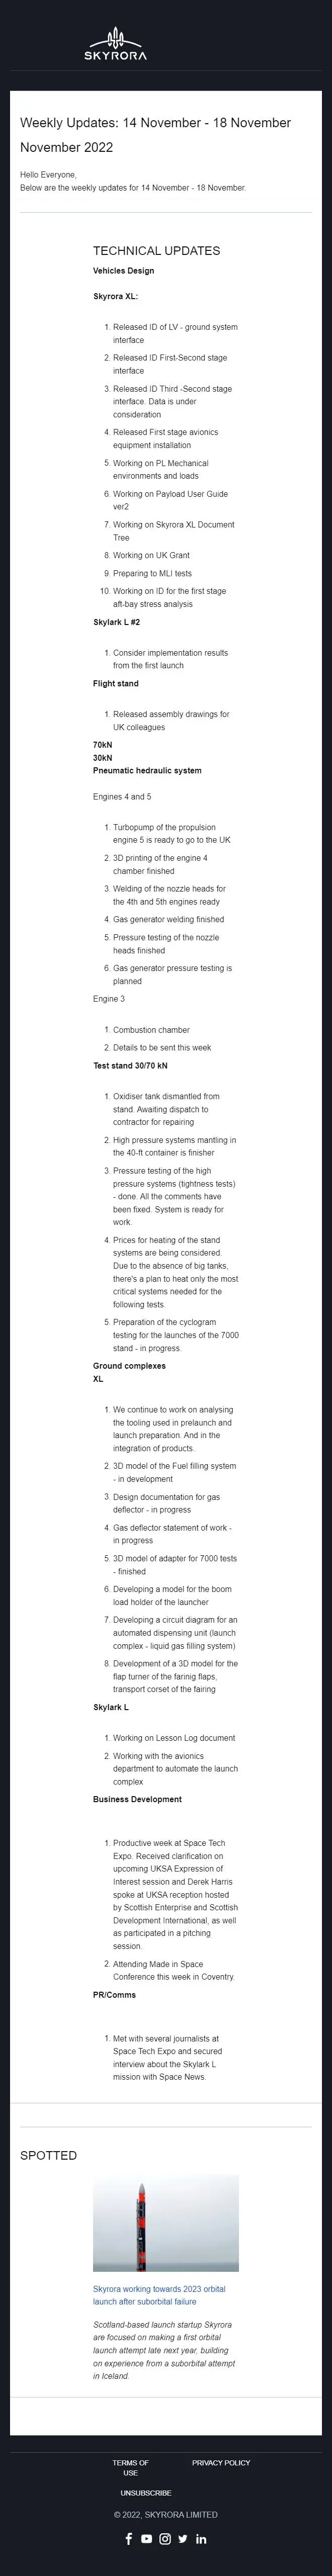 SKYRORA
Weekly Updates: 14 November - 18 November
November 2022
Hello Everyone,
Below are the weekly updates for 14 November - 18 November.
TECHNICAL UPDATES
Vehicles Design
Skyrora XL:
1. Released ID of LV - ground system
interface
2. Released ID First-Second stage
interface
3. Released ID Third -Second stage
interface. Data is under
consideration
4. Released First stage avionics
equipment installation
5. Working on PL Mechanical
environments and loads
6. Working on Payload User Guide
ver2
7. Working on Skyrora XL Document
Tree
8. Working on UK Grant
9. Preparing to MLI tests
10. Working on ID for the first stage
aft-bay stress analysis
Skylark L #2
1. Consider implementation results
from the first launch
Flight stand
1. Released assembly drawings for
UK colleagues
70kN
30kN
Pneumatic hedraulic system
Engines 4 and 5
1. Turbopump of the propulsion
engine 5 is ready to go to the UK
2. 3D printing of the engine 4
chamber finished
3. Welding of the nozzle heads for
the 4th and 5th engines ready
4. Gas generator welding finished
5. Pressure testing of the nozzle
heads finished
6. Gas generator pressure testing is
planned
Engine 3
1. Combustion chamber
2. Details to be sent this week
Test stand 30/70 kN
1. Oxidiser tank dismantled from
stand. Awaiting dispatch to
contractor for repairing
2. High pressure systems mantling in
the 40-ft container is finisher
3. Pressure testing of the high
pressure systems (tightness tests)
- done. All the comments have
been fixed. System is ready for
work.
4. Prices for heating of the stand
systems are being considered.
Due to the absence of big tanks,
there's a plan to heat only the most
critical systems needed for the
following tests.
5. Preparation of the cyclogram
testing for the launches of the 7000
stand - in progress.
Ground complexes
XL
1. We continue to work on analysing
the tooling used in prelaunch and
launch preparation. And in the
integration of products.
2. 3D model of the Fuel filling system
- in development
3. Design documentation for gas
deflector - in progress
4. Gas deflector statement of work -
in progress
5. 3D model of adapter for 7000 tests
- finished
6. Developing a model for the boom
load holder of the launcher
7. Developing a circuit diagram for an
automated dispensing unit (launch
complex - liquid gas filling system)
8. Development of a 3D model for the
flap turner of the farinig flaps,
transport corset of the fairing
Skylark L
1. Working on Lesson Log document
2. Working with the avionics
department to automate the launch
complex
Business Development
1. Productive week at Space Tech
Expo. Received clarification on
upcoming UKSA Expression of
Interest session and Derek Harris
spoke at UKSA reception hosted
by Scottish Enterprise and Scottish
Development International, as well
as participated in a pitching
session.
2. Attending Made in Space
Conference this week in Coventry.
PR/Comms
1. Met with several journalists at
Space Tech Expo and secured
interview about the Skylark L
mission with Space News.
SPOTTED
Skyrora working towards 2023 orbital
launch after suborbital failure
Scotland-based launch startup Skyrora
are focused on making a first orbital
launch attempt late next year, building
on experience from a suborbital attempt
in Iceland.
TERMS OF
USE
PRIVACY POLICY
UNSUBSCRIBE
© 2022, SKYRORA LIMITED